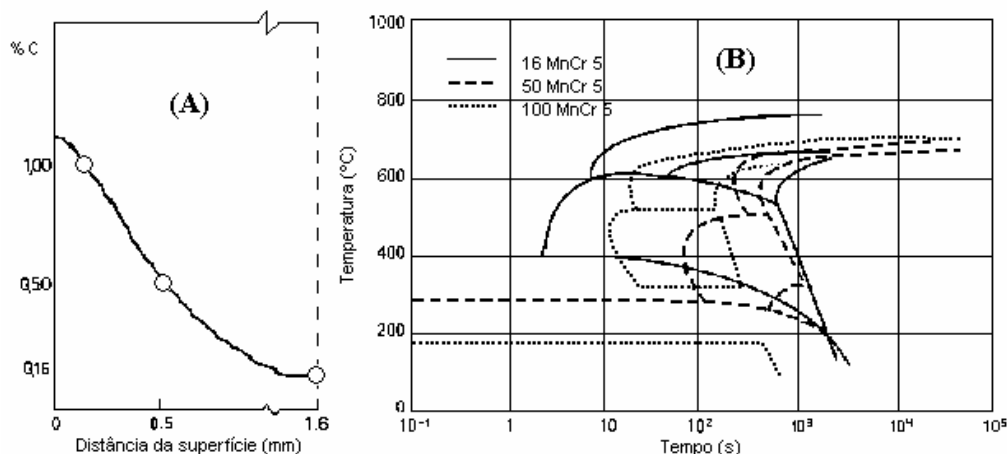 % C
(A)
1,00
0,50
0,16
0
0.5
1.6
Distância da superfície (mm)
(B)
16 MnCr 5
50 MnCr 5
100 MnCr 5
Temperatura (°C)
1000
800
600
400
200
0
10⁻¹ 1 10 10² 10³ 10⁴ 10⁵
Tempo (s)